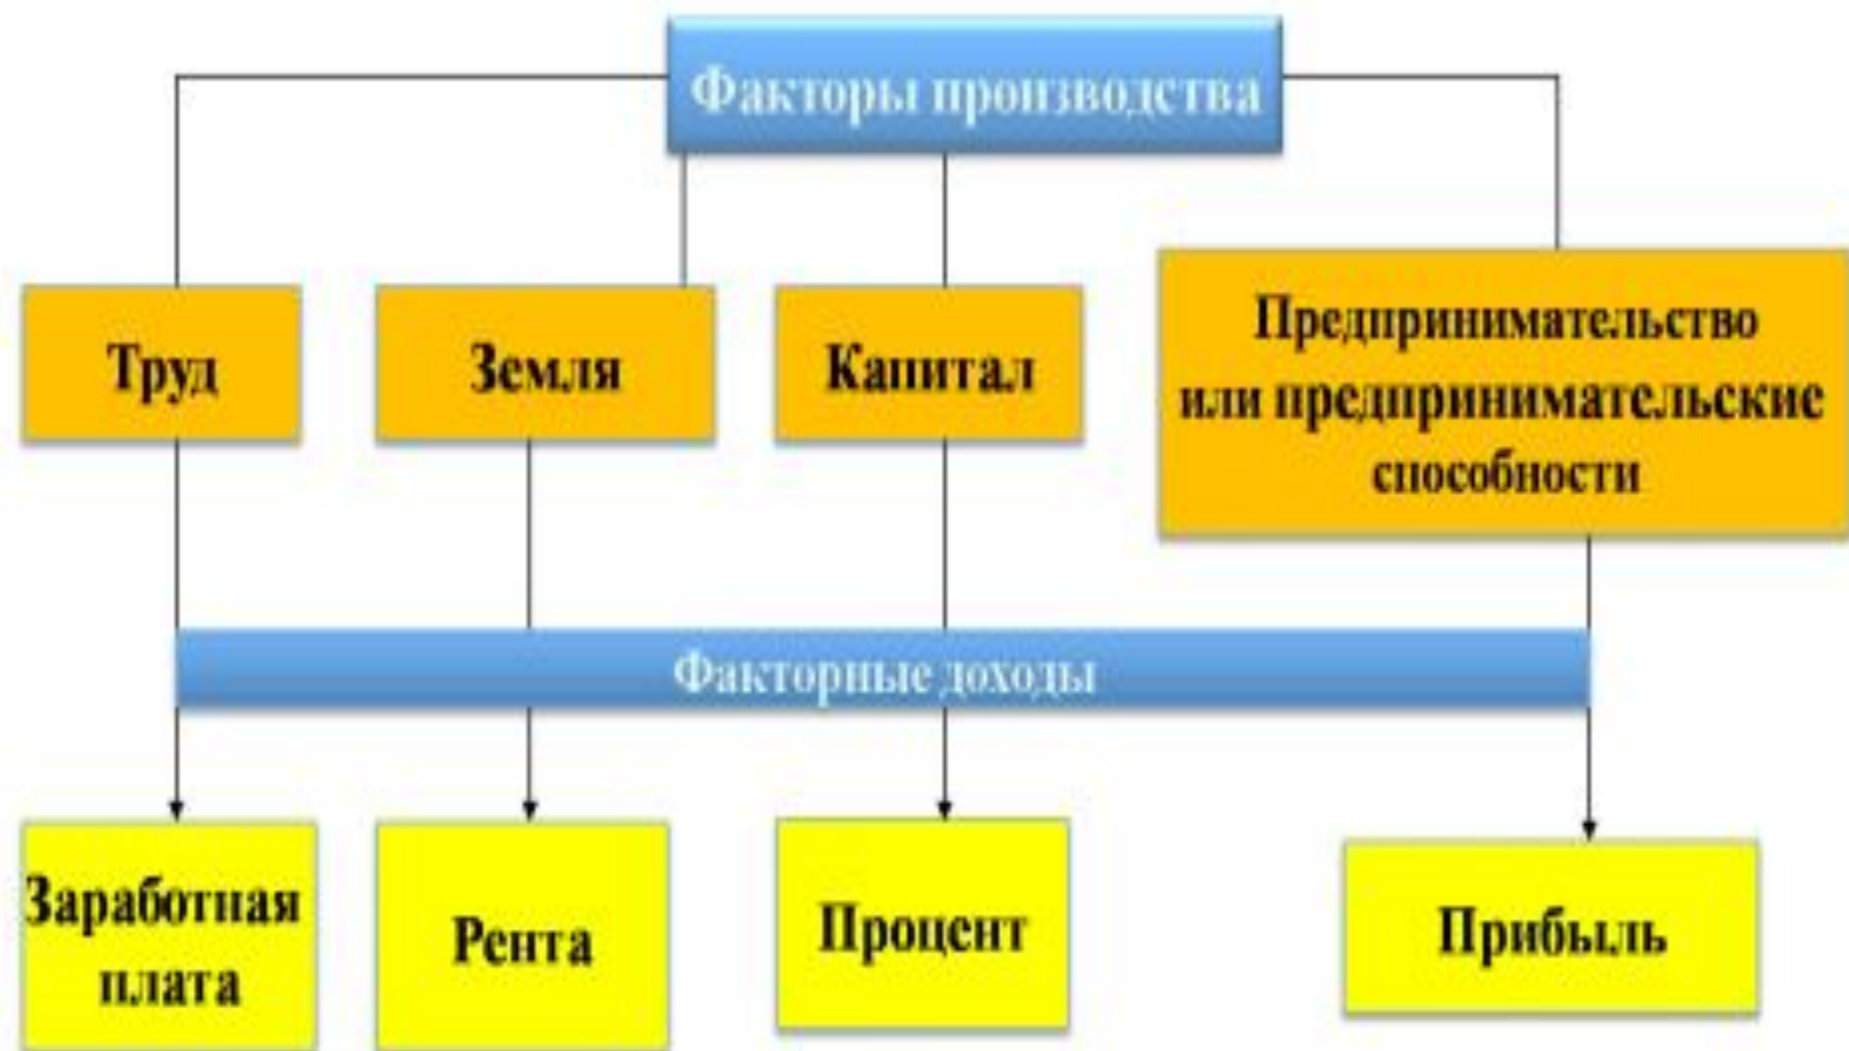 Факторы производства
Труд
Земля
Капитал
Предпринимательство
или предпринимательские
способности
Факторные доходы
Заработная
плата
Рента
Процент
Прибыль